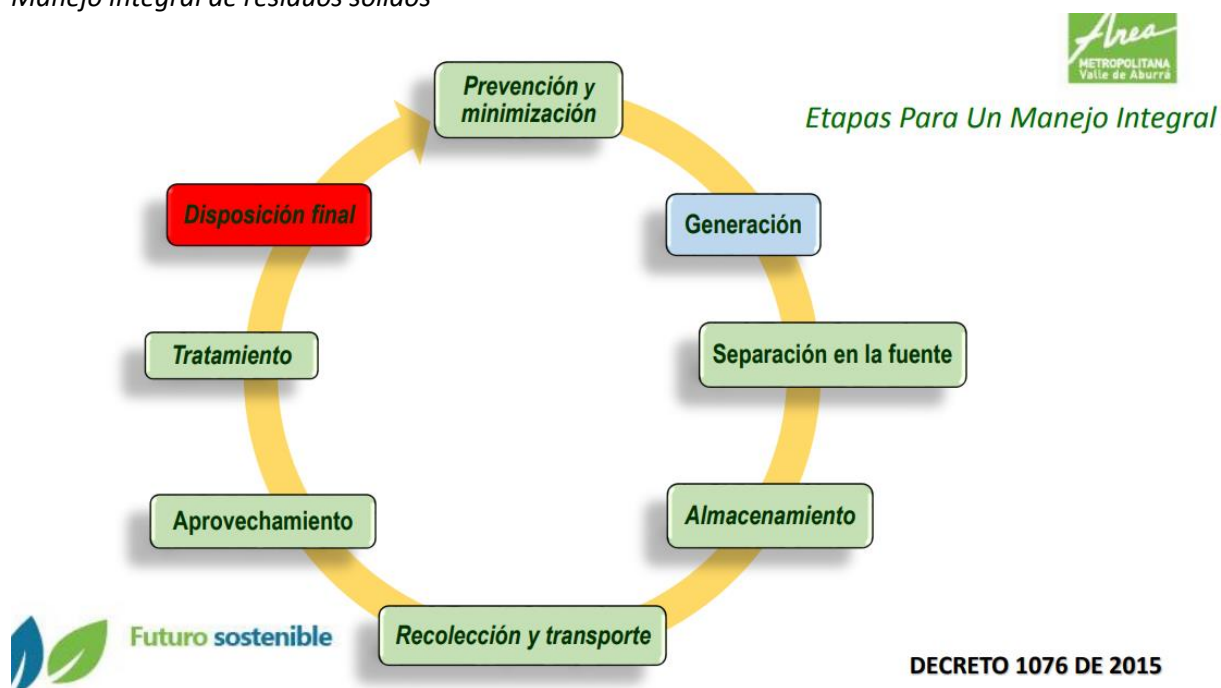 Manejo integral de residuos sólidos
Área
METROPOLITANA
Valle de Aburrá
Etapas Para Un Manejo Integral
Prevención y
minimización
Generación
Separación en la fuente
Almacenamiento
Recolección y transporte
Aprovechamiento
Tratamiento
Disposición final
Futuro sostenible
DECRETO 1076 DE 2015